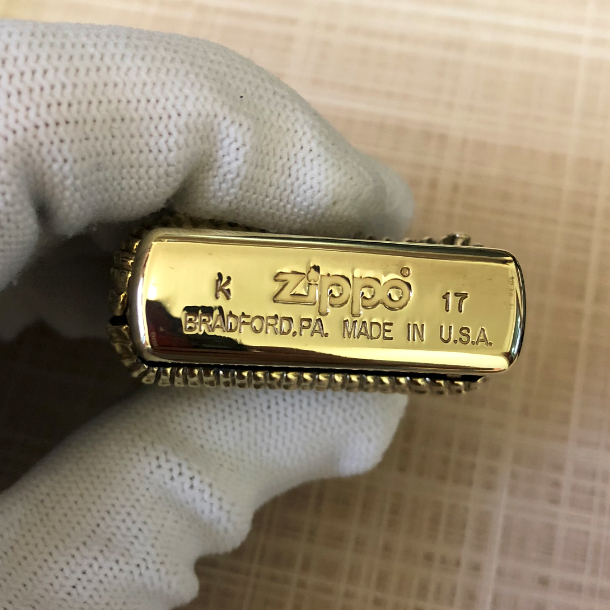 K zippo® 17
BRADFORD,PA. MADE IN U.S.A.